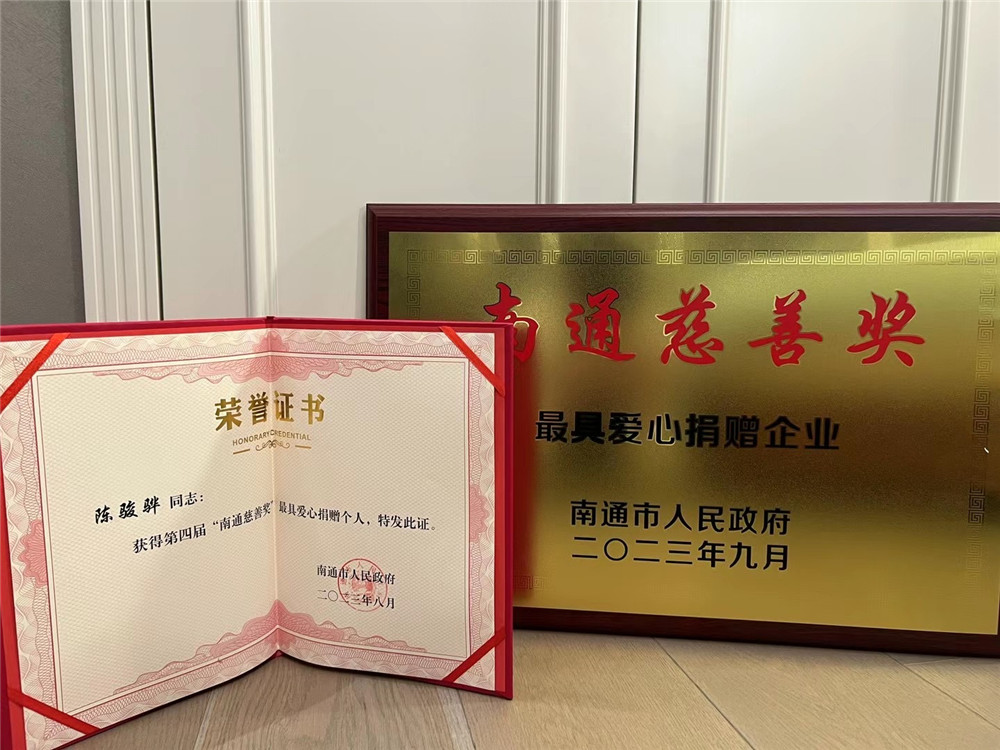 荣誉证书
HONORARY CREDENTIAL
陈骏骅 同志：
获得第四届“南通慈善奖”最具爱心捐赠个人，特发此证。
南通市人民政府
二〇二三年八月
南通慈善奖
最具爱心捐赠企业
南通市人民政府
二〇二三年九月